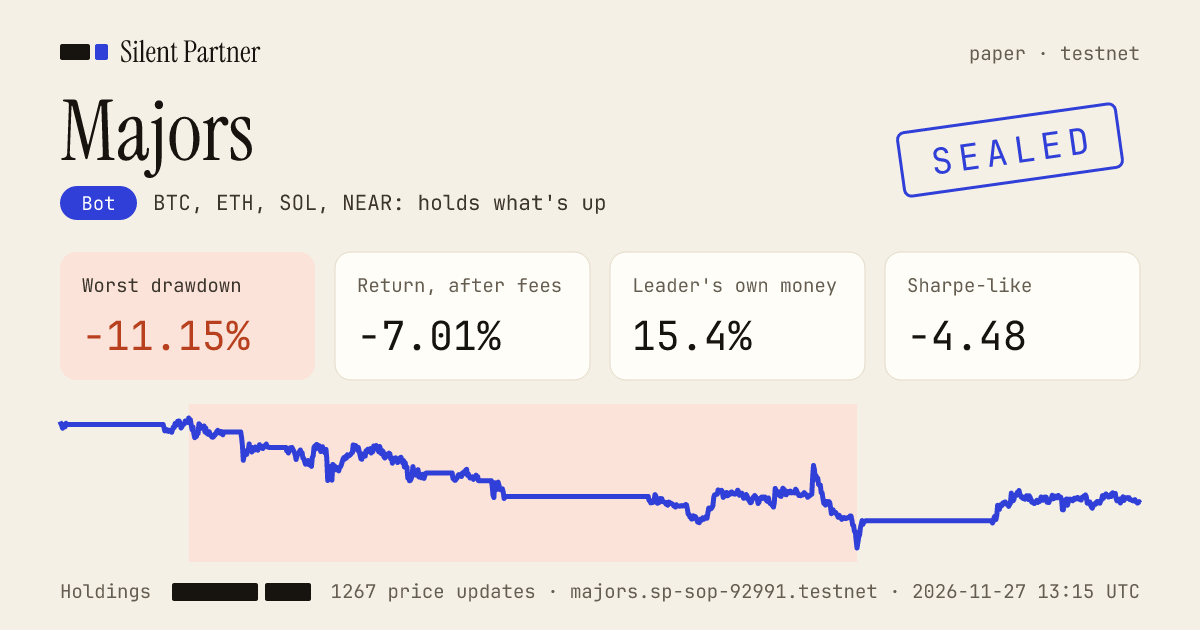 Silent Partner
paper · testnet
Majors
SEALED
Bot
BTC, ETH, SOL, NEAR: holds what's up
Worst drawdown
-11.15%
Return, after fees
-7.01%
Leader's own money
15.4%
Sharpe-like
-4.48
Holdings
1267 price updates · majors.sp-sop-92991.testnet · 2026-11-27 13:15 UTC